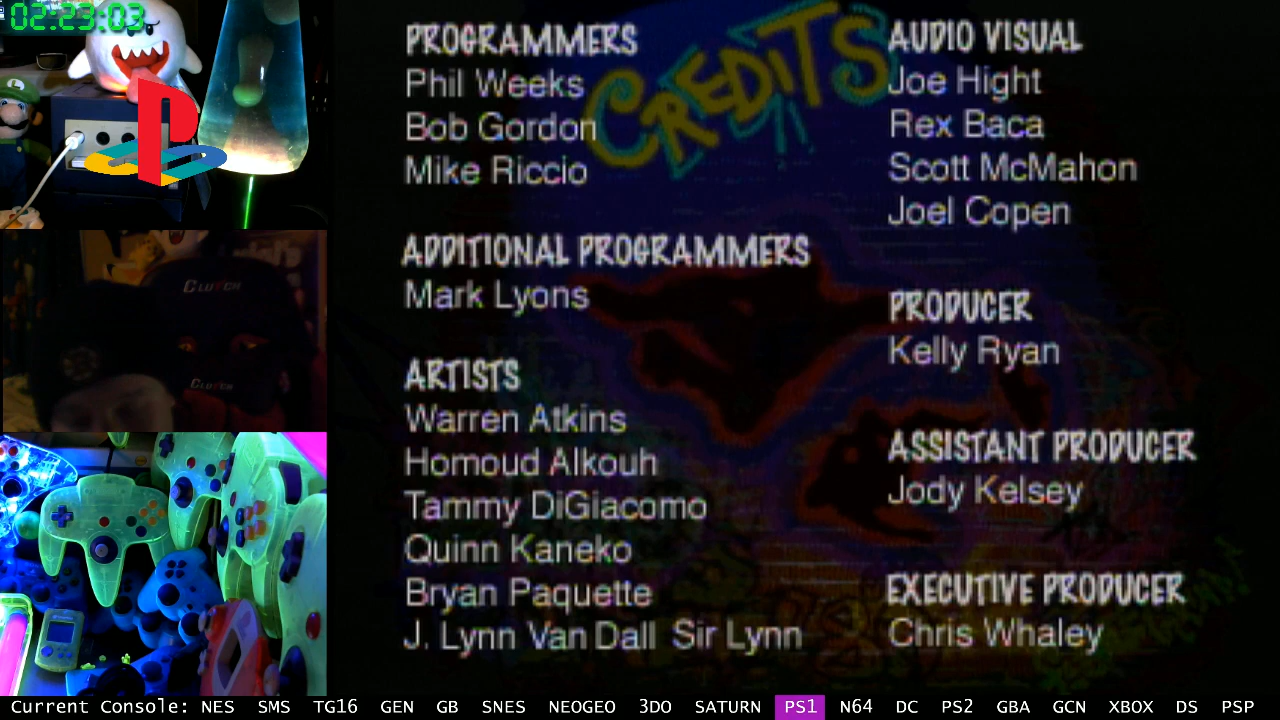 02:23:03
CLUTCH
CLUTCH
CREDITS
PROGRAMMERS
Phil Weeks
Bob Gordon
Mike Riccio
ADDITIONAL PROGRAMMERS
Mark Lyons
ARTISTS
Warren Atkins
Homoud Alkouh
Tammy DiGiacomo
Quinn Kaneko
Bryan Paquette
J. Lynn Van Dall Sir Lynn
AUDIO VISUAL
Joe Hight
Rex Baca
Scott McMahon
Joel Copen
PRODUCER
Kelly Ryan
ASSISTANT PRODUCER
Jody Kelsey
EXECUTIVE PRODUCER
Chris Whaley
Current Console: NES SMS TG16 GEN GB SNES NEOGEO 3DO SATURN PS1 N64 DC PS2 GBA GCN XBOX DS PSP